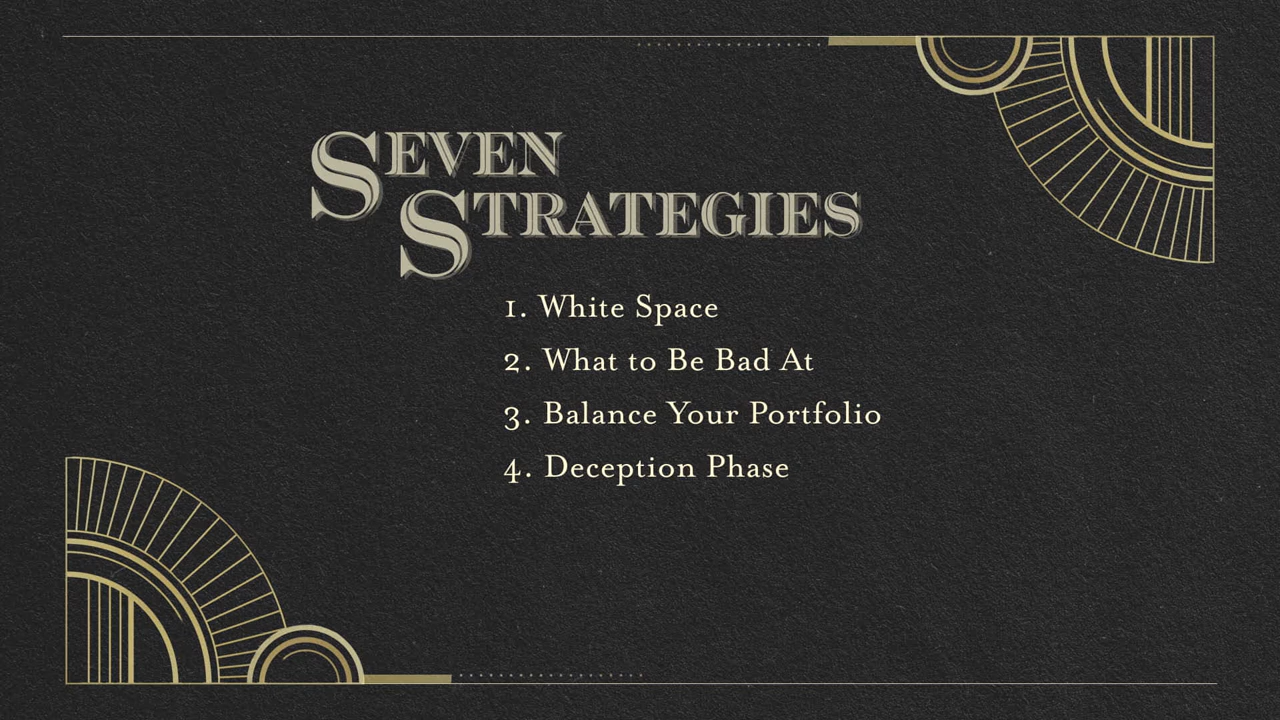 Seven
Strategies
1. White Space
2. What to Be Bad At
3. Balance Your Portfolio
4. Deception Phase